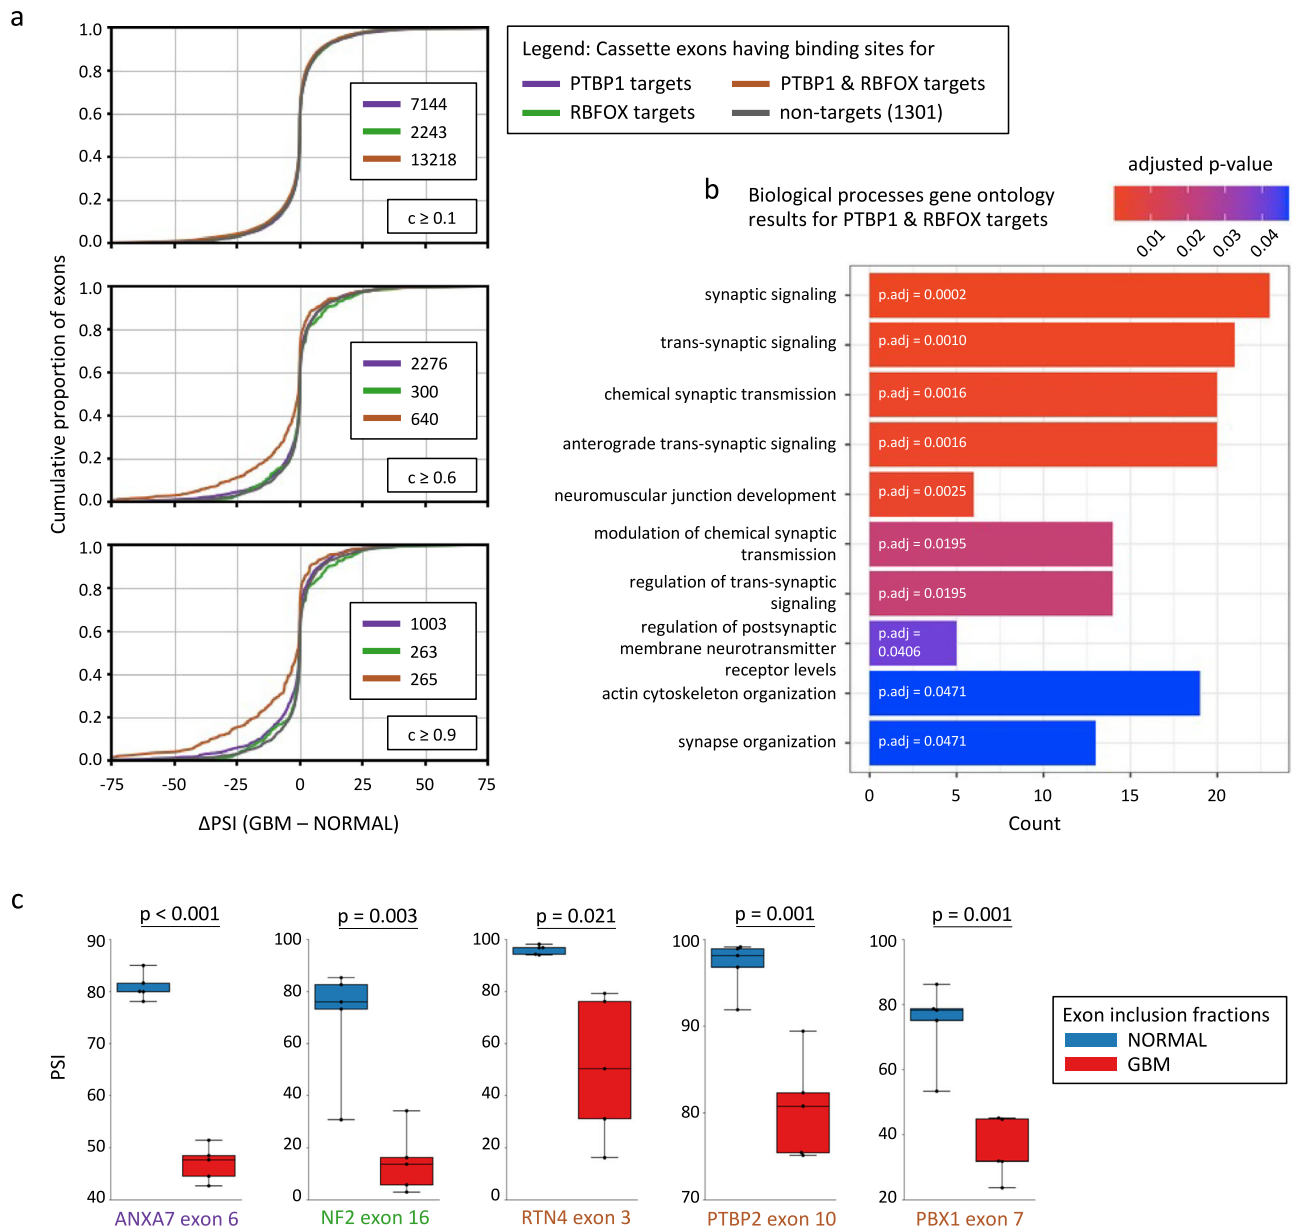 a
Cumulative proportion of exons
1.0
0.8
0.6
0.4
0.2
0.0
7144
2243
13218
c ≥ 0.1
1.0
0.8
0.6
0.4
0.2
0.0
2276
300
640
c ≥ 0.6
1.0
0.8
0.6
0.4
0.2
0.0
1003
263
265
c ≥ 0.9
-75 -50 -25 0 25 50 75
ΔPSI (GBM – NORMAL)
Legend: Cassette exons having binding sites for
PTBP1 targets
PTBP1 & RBFOX targets
RBFOX targets
non-targets (1301)
b
Biological processes gene ontology
results for PTBP1 & RBFOX targets
adjusted p-value
0.01 0.02 0.03 0.04
synaptic signaling
p.adj = 0.0002
trans-synaptic signaling
p.adj = 0.0010
chemical synaptic transmission
p.adj = 0.0016
anterograde trans-synaptic signaling
p.adj = 0.0016
neuromuscular junction development
p.adj = 0.0025
modulation of chemical synaptic
transmission
p.adj = 0.0195
regulation of trans-synaptic
signaling
p.adj = 0.0195
regulation of postsynaptic
membrane neurotransmitter
receptor levels
p.adj =
0.0406
actin cytoskeleton organization
p.adj = 0.0471
synapse organization
p.adj = 0.0471
0 5 10 15 20
Count
c
PSI
p < 0.001
90
80
70
60
50
40
ANXA7 exon 6
p = 0.003
100
80
60
40
20
0
NF2 exon 16
p = 0.021
100
80
60
40
20
0
RTN4 exon 3
p = 0.001
100
90
80
70
PTBP2 exon 10
p = 0.001
100
80
60
40
20
PBX1 exon 7
Exon inclusion fractions
NORMAL
GBM